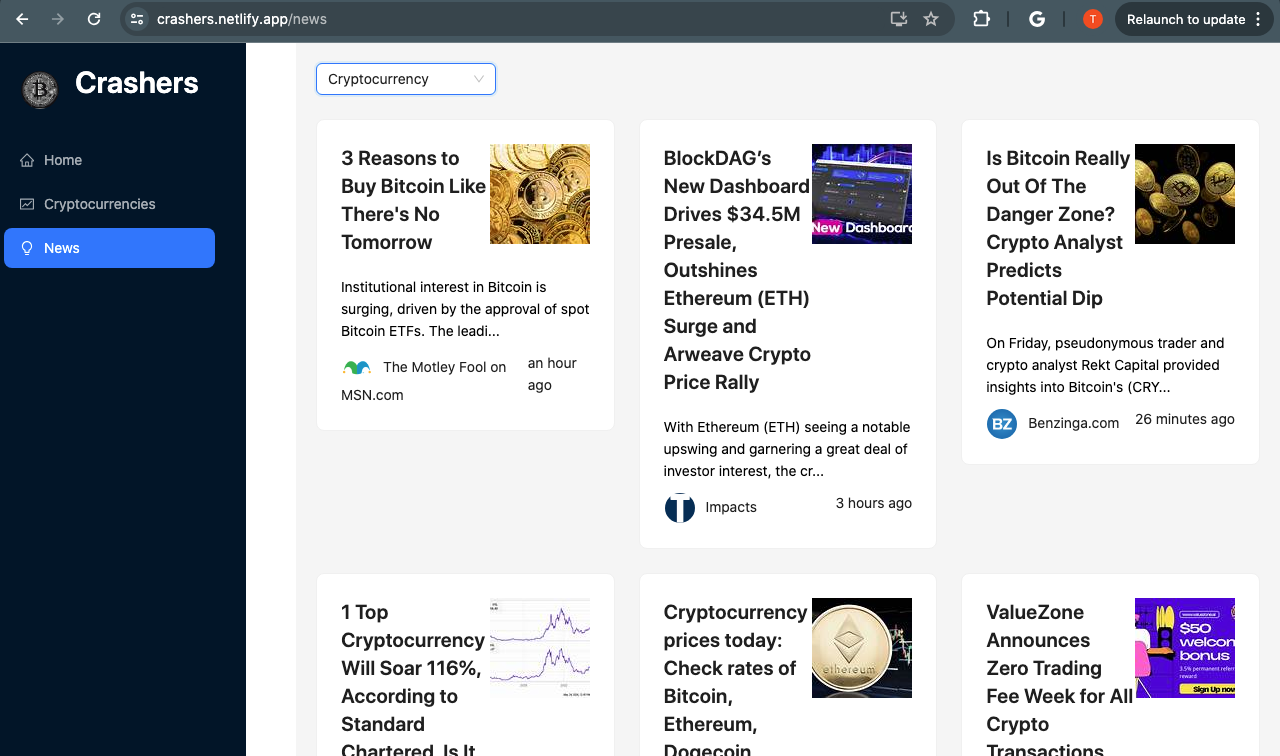 crashers.netlify.app/news
T
Relaunch to update
Crashers
Home
Cryptocurrencies
News
Cryptocurrency
3 Reasons to
Buy Bitcoin Like
There's No
Tomorrow
Institutional interest in Bitcoin is
surging, driven by the approval of spot
Bitcoin ETFs. The leadi...
The Motley Fool on
MSN.com
an hour
ago
BlockDAG’s
New Dashboard
Drives $34.5M
Presale,
Outshines
Ethereum (ETH)
Surge and
Arweave Crypto
Price Rally
New Dashboard
With Ethereum (ETH) seeing a notable
upswing and garnering a great deal of
investor interest, the cr...
Impacts
3 hours ago
Is Bitcoin Really
Out Of The
Danger Zone?
Crypto Analyst
Predicts
Potential Dip
On Friday, pseudonymous trader and
crypto analyst Rekt Capital provided
insights into Bitcoin's (CRY...
BZ
Benzinga.com
26 minutes ago
1 Top
Cryptocurrency
Will Soar 116%,
According to
Standard
Chartered. Is It
Cryptocurrency
prices today:
Check rates of
Bitcoin,
Ethereum,
Dogecoin
ethereum
ValueZone
Announces
Zero Trading
Fee Week for All
Crypto
Transactions
$50
welcom
bonus
3.5% permanent refer
reward
Sign Up now